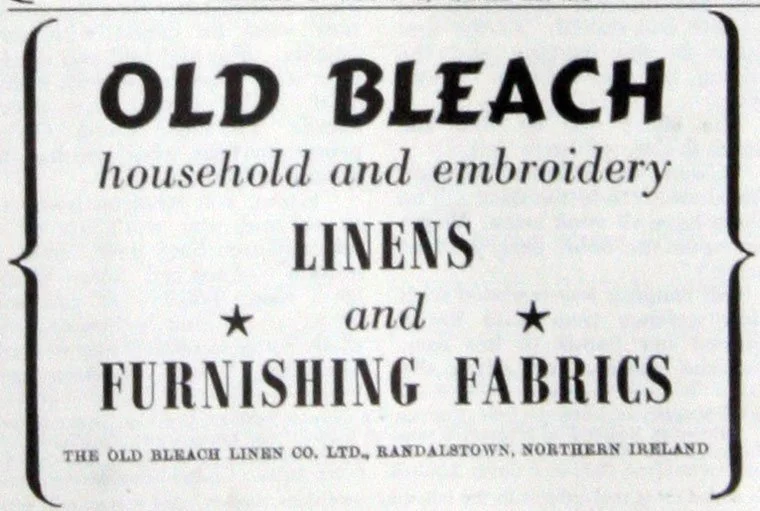 OLD BLEACH
household and embroidery
LINENS
and
FURNISHING FABRICS
THE OLD BLEACH LINEN CO. LTD., RANDALSTOWN, NORTHERN IRELAND